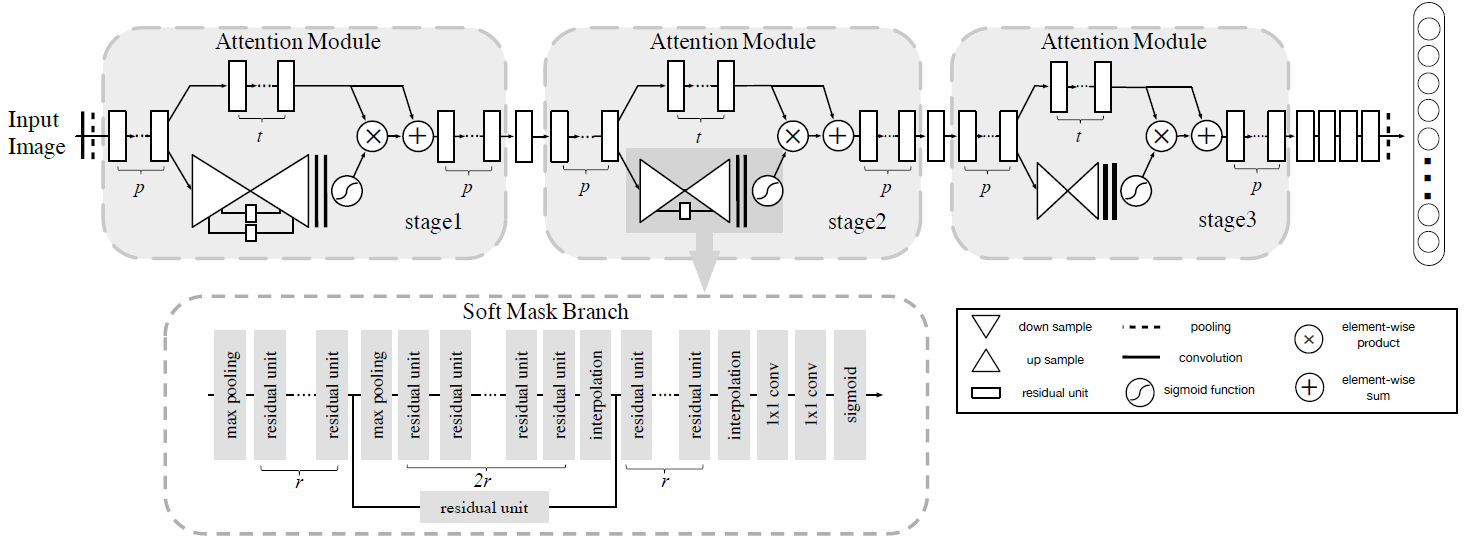 Attention Module
Attention Module
Attention Module
Input
Image
t
t
t
p
p
p
p
p
p
stage1
stage2
stage3
Soft Mask Branch
max pooling
residual unit
residual unit
max pooling
residual unit
residual unit
residual unit
residual unit
interpolation
residual unit
residual unit
interpolation
1x1 conv
1x1 conv
sigmoid
r
2r
r
residual unit
down sample
pooling
element-wise
product
up sample
convolution
residual unit
sigmoid function
element-wise
sum